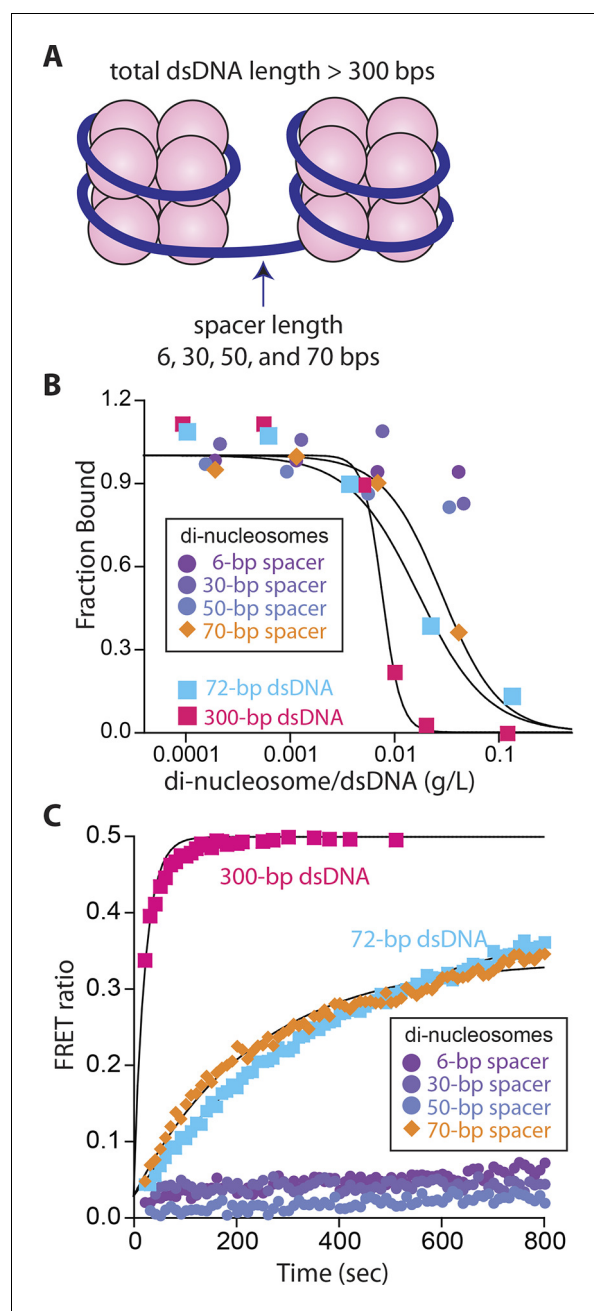 A
total dsDNA length > 300 bps
spacer length
6, 30, 50, and 70 bps
B
1.2
0.9
0.6
0.3
0.0
Fraction Bound
di-nucleosomes
6-bp spacer
30-bp spacer
50-bp spacer
70-bp spacer
72-bp dsDNA
300-bp dsDNA
0.0001 0.001 0.01 0.1
di-nucleosome/dsDNA (g/L)
C
0.5
0.4
0.3
0.2
0.1
0.0
FRET ratio
300-bp dsDNA
72-bp dsDNA
di-nucleosomes
6-bp spacer
30-bp spacer
50-bp spacer
70-bp spacer
0 200 400 600 800
Time (sec)